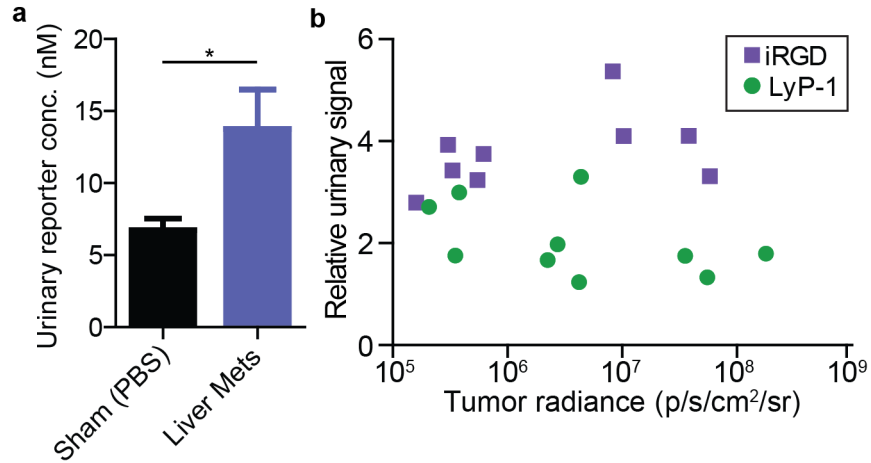 a
Urinary reporter conc. (nM)
20
15
10
5
0
*
Sham (PBS)
Liver Mets
b
Relative urinary signal
6
4
2
0
10⁵
10⁶
10⁷
10⁸
10⁹
Tumor radiance (p/s/cm²/sr)
iRGD
LyP-1